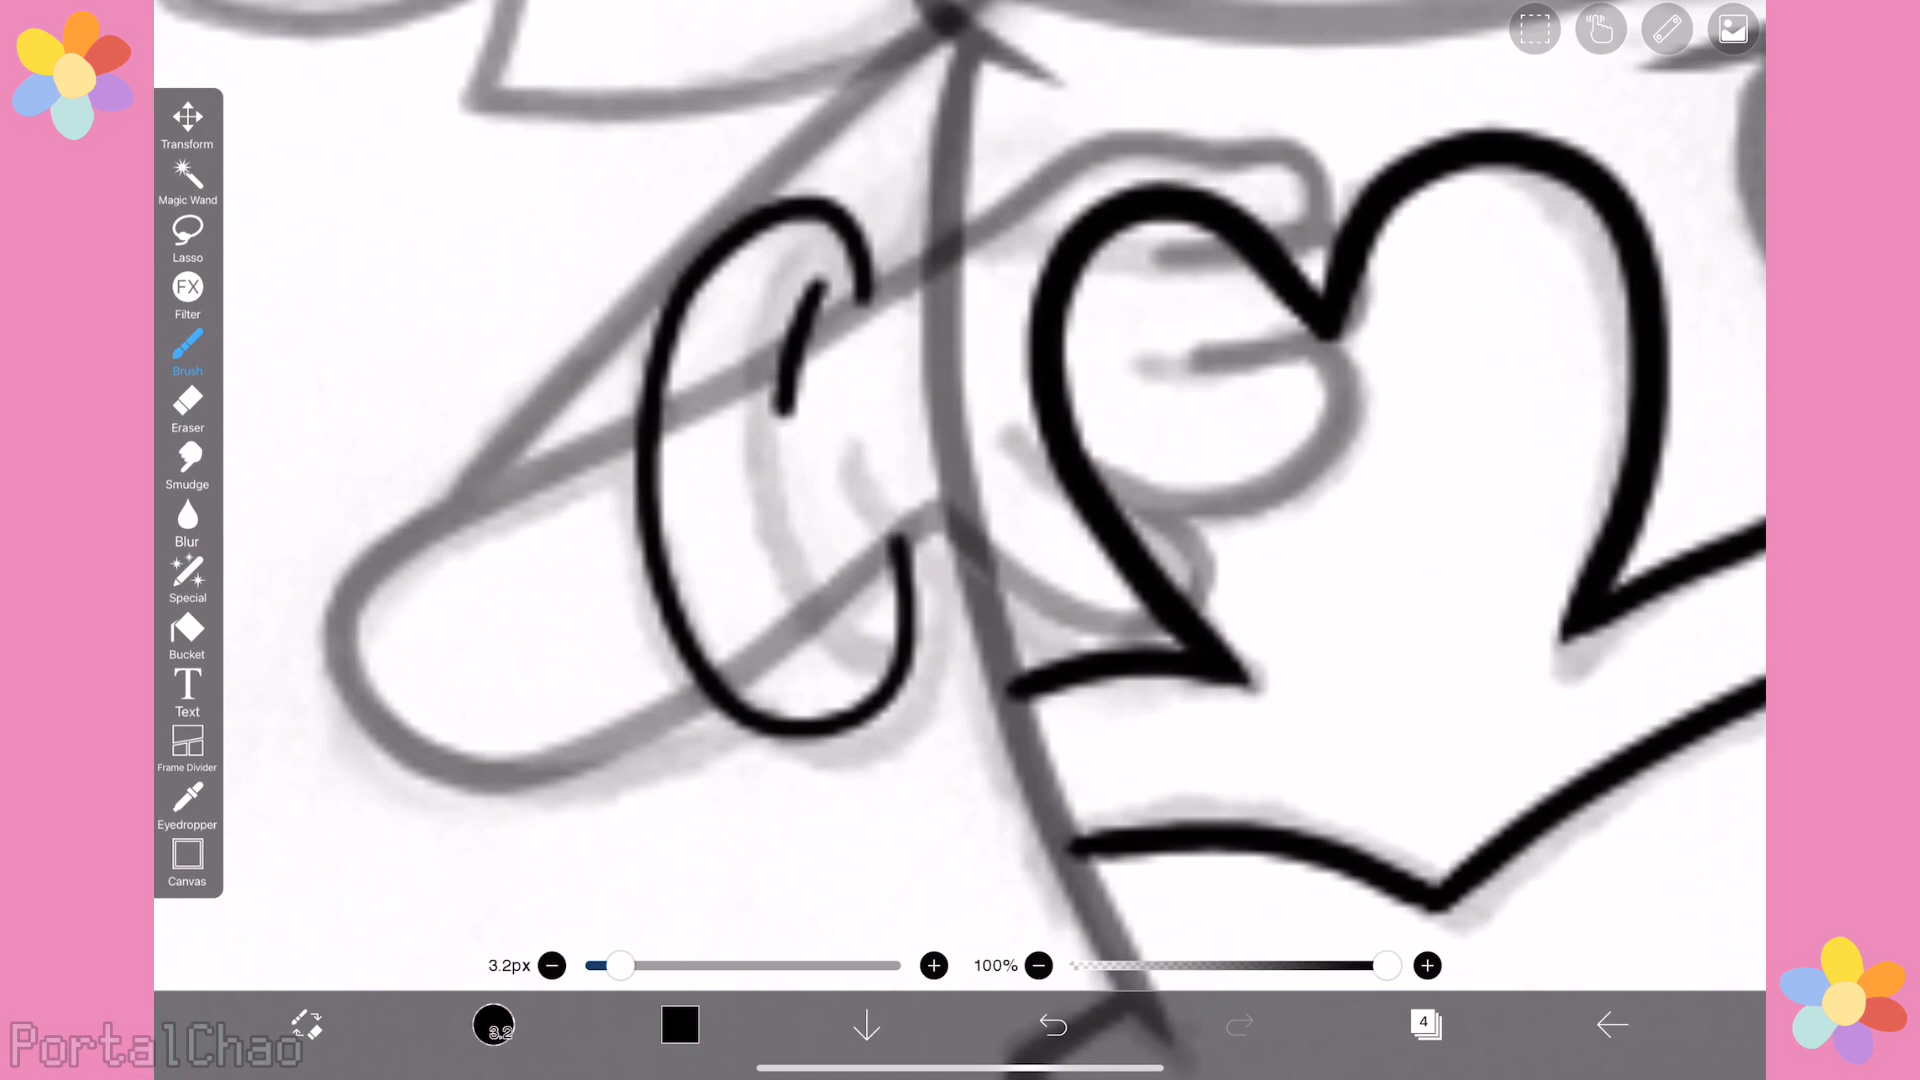 Transform
Magic Wand
Lasso
FX
Filter
Brush
Eraser
Smudge
Blur
Special
Bucket
T
Text
Frame Divider
Eyedropper
Canvas
3.2px
100%
3.2
4
PortalChao